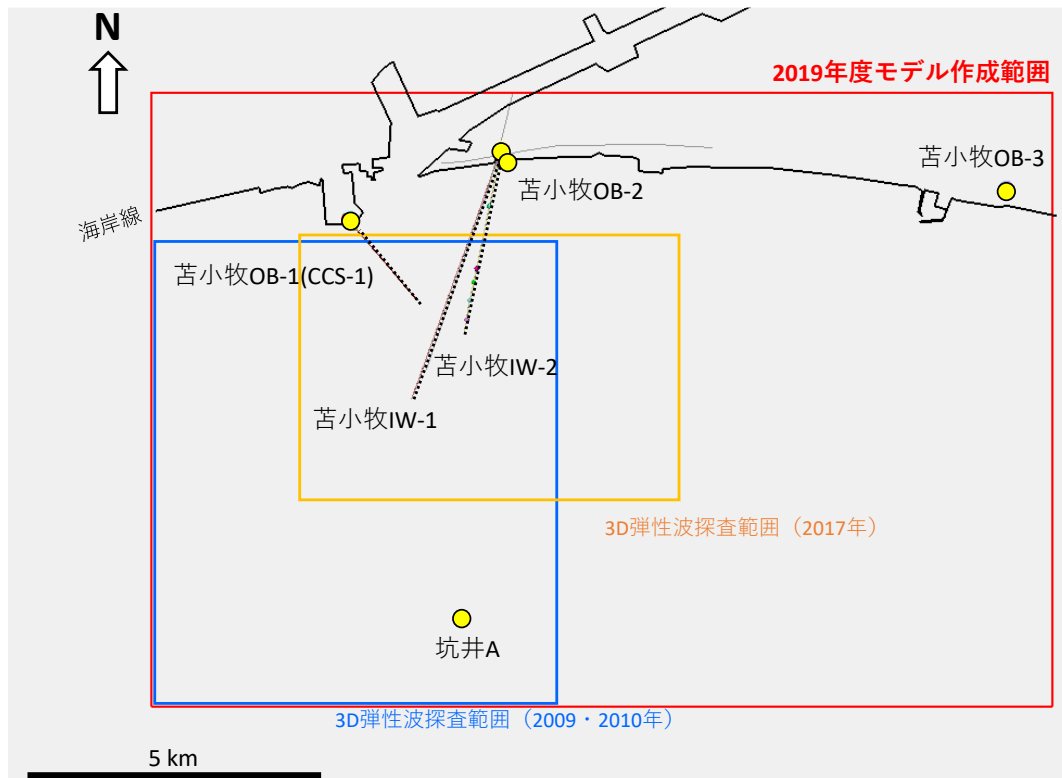 N
2019年度モデル作成範囲
苫小牧OB-3
苫小牧OB-2
海岸線
苫小牧OB-1(CCS-1)
苫小牧IW-2
苫小牧IW-1
3D弾性波探査範囲（2017年）
坑井A
3D弾性波探査範囲（2009・2010年）
5 km